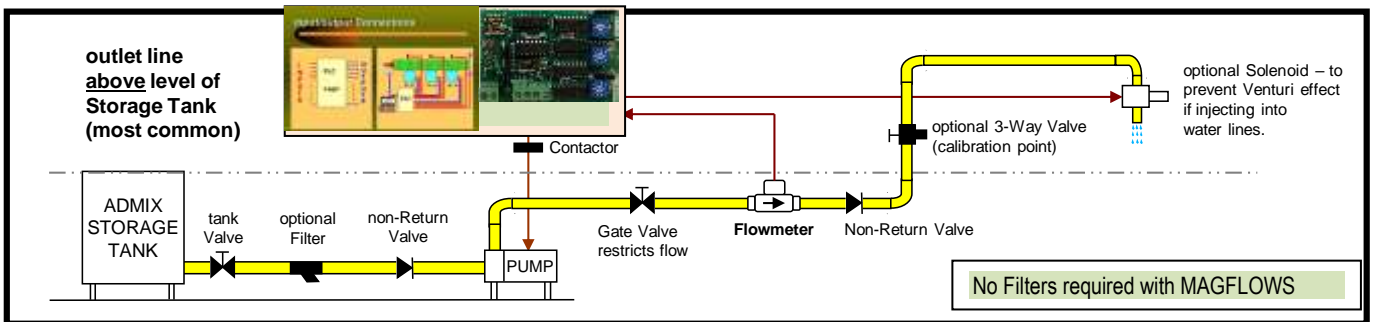 outlet line
above level of
Storage Tank
(most common)
Contactor
optional Solenoid – to
prevent Venturi effect
if injecting into
water lines.
optional 3-Way Valve
(calibration point)
ADMIX
STORAGE
TANK
tank
Valve
optional
Filter
non-Return
Valve
PUMP
Gate Valve
restricts flow
Flowmeter
Non-Return Valve
No Filters required with MAGFLOWS